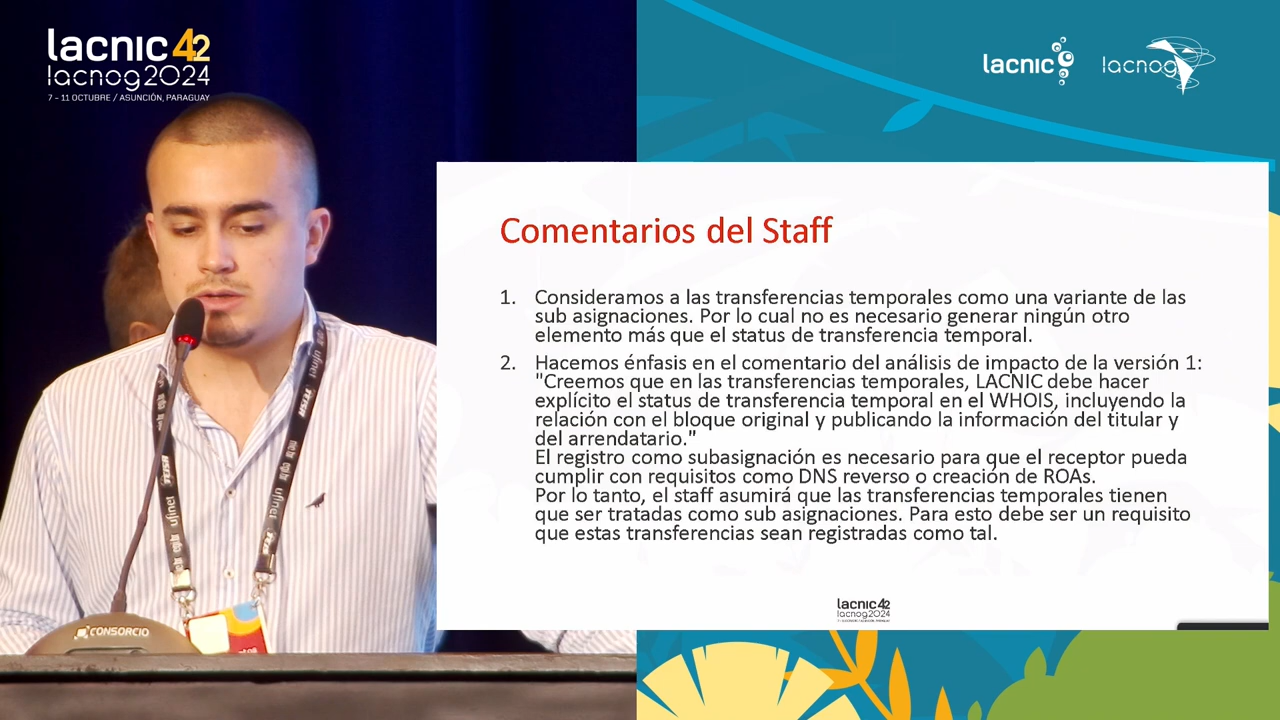 lacnic 42
lacnog2024
7 - 11 OCTUBRE / ASUNCIÓN, PARAGUAY
lacnic
lacnog
Comentarios del Staff
1. Consideramos a las transferencias temporales como una variante de las
sub asignaciones. Por lo cual no es necesario generar ningún otro
elemento más que el status de transferencia temporal.
2. Hacemos énfasis en el comentario del análisis de impacto de la versión 1:
"Creemos que en las transferencias temporales, LACNIC debe hacer
explícito el status de transferencia temporal en el WHOIS, incluyendo la
relación con el bloque original y publicando la información del titular y
del arrendatario."
El registro como subasignación es necesario para que el receptor pueda
cumplir con requisitos como DNS reverso o creación de ROAs.
Por lo tanto, el staff asumirá que las transferencias temporales tienen
que ser tratadas como sub asignaciones. Para esto debe ser un requisito
que estas transferencias sean registradas como tal.
lacnic 42
lacnog2024
ufinet
ufinet
ufinet
CONSORCIO